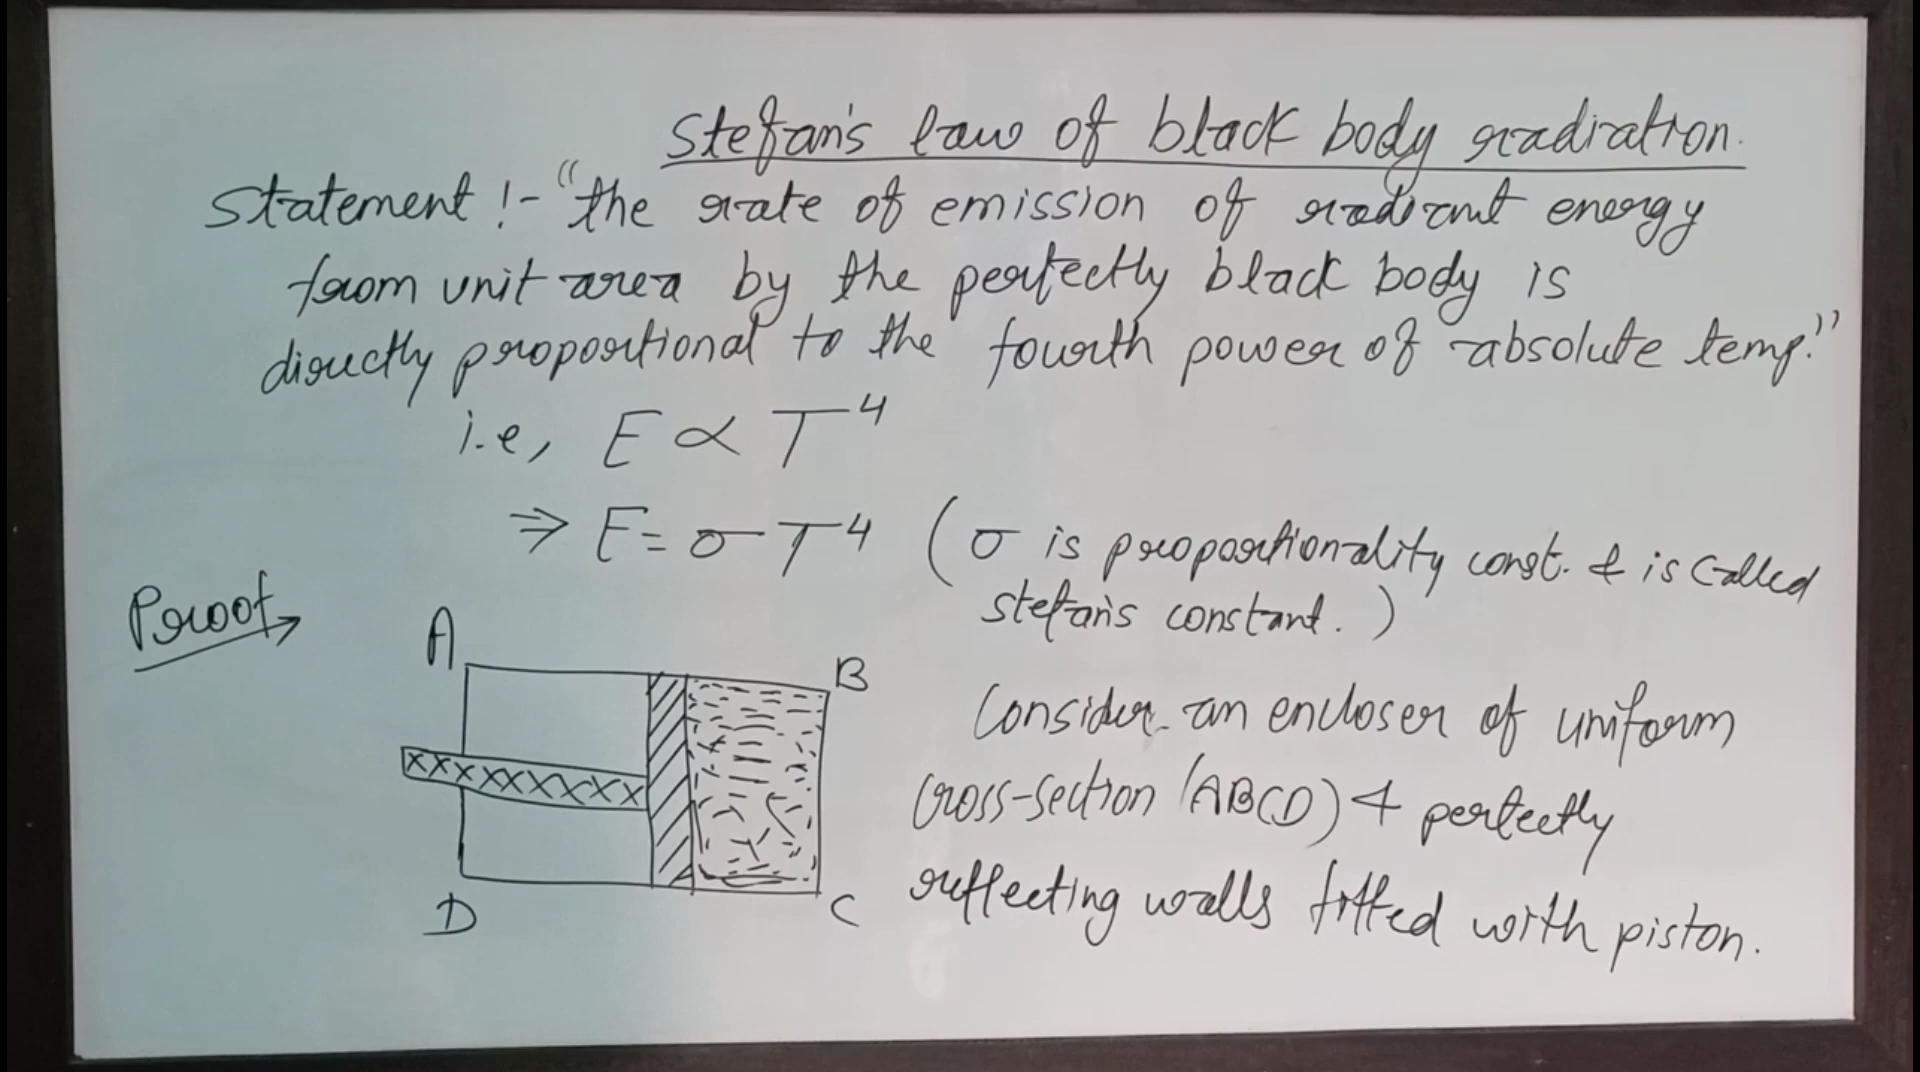 Stefan's law of black body radiation.
Statement :- "the rate of emission of radiant energy
from unit area by the perfectly black body is
directly proportional to the fourth power of absolute temp."
i.e, E ∝ T⁴
⇒ E = σT⁴ (σ is proportionality const. & is called
stefan's constant.)
Proof →
A
B
D
C
Consider an encloser of uniform
cross-section (ABCD) & perfectly
reflecting walls fitted with piston.